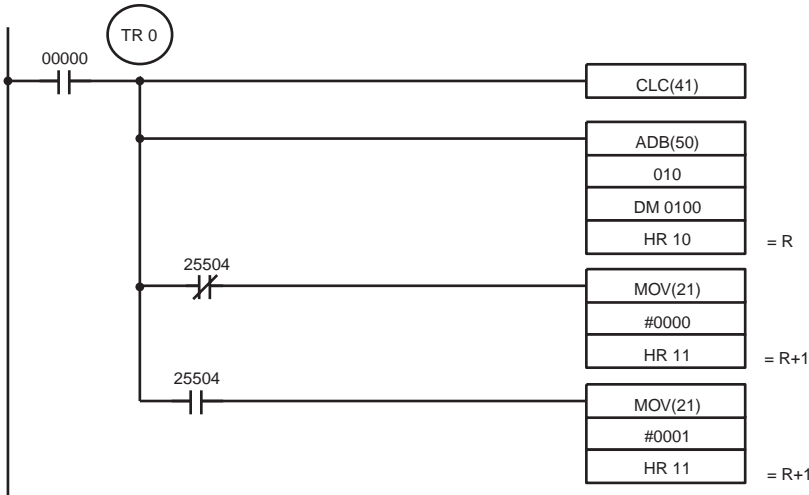 TR 0
00000
CLC(41)
ADB(50)
010
DM 0100
HR 10 = R
25504
MOV(21)
#0000
HR 11 = R+1
25504
MOV(21)
#0001
HR 11 = R+1